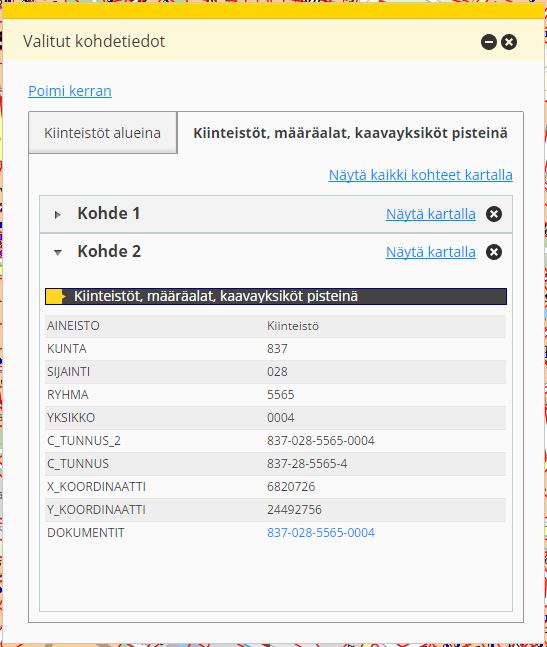 Valitut kohdetiedot
Poimi kerran
Kiinteistöt alueina
Kiinteistöt, määräalat, kaavayksiköt pisteinä
Näytä kaikki kohteet kartalla
Kohde 1 Näytä kartalla
Kohde 2 Näytä kartalla
Kiinteistöt, määräalat, kaavayksiköt pisteinä
AINEISTO Kiinteistö
KUNTA 837
SIJAINTI 028
RYHMA 5565
YKSIKKO 0004
C_TUNNUS_2 837-028-5565-0004
C_TUNNUS 837-28-5565-4
X_KOORDINAATTI 6820726
Y_KOORDINAATTI 24492756
DOKUMENTIT 837-028-5565-0004